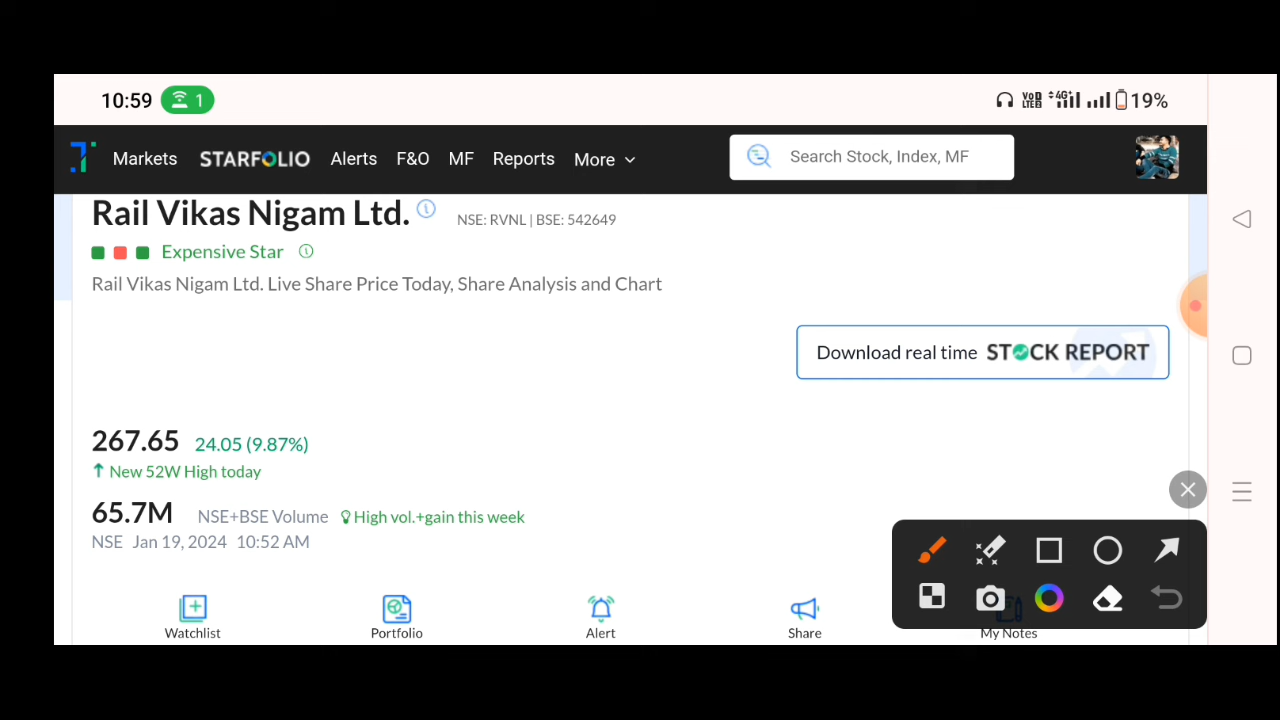 10:59 1 VoD LTE2 4G+ 19%
Markets STARFOLIO Alerts F&O MF Reports More Search Stock, Index, MF
Rail Vikas Nigam Ltd. NSE: RVNL | BSE: 542649
Expensive Star
Rail Vikas Nigam Ltd. Live Share Price Today, Share Analysis and Chart
Download real time STOCK REPORT
267.65 24.05 (9.87%)
New 52W High today
65.7M NSE+BSE Volume High vol.+gain this week
NSE Jan 19, 2024 10:52 AM
Watchlist Portfolio Alert Share My Notes